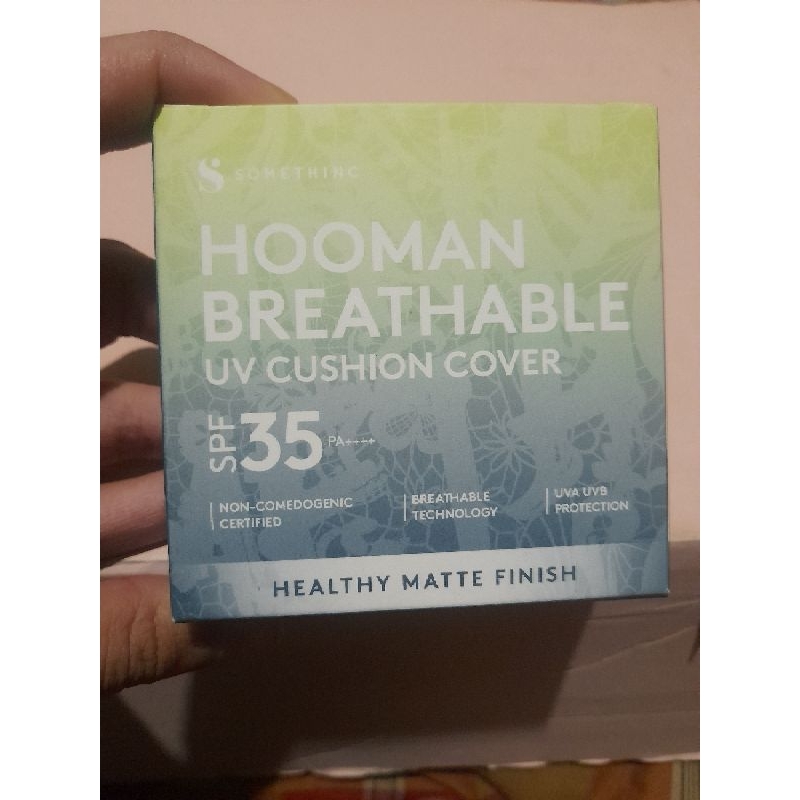 S SOMETHINC
HOOMAN
BREATHABLE
UV CUSHION COVER
SPF 35 PA++++
NON-COMEDOGENIC
CERTIFIED
BREATHABLE
TECHNOLOGY
UVA UVB
PROTECTION
HEALTHY MATTE FINISH